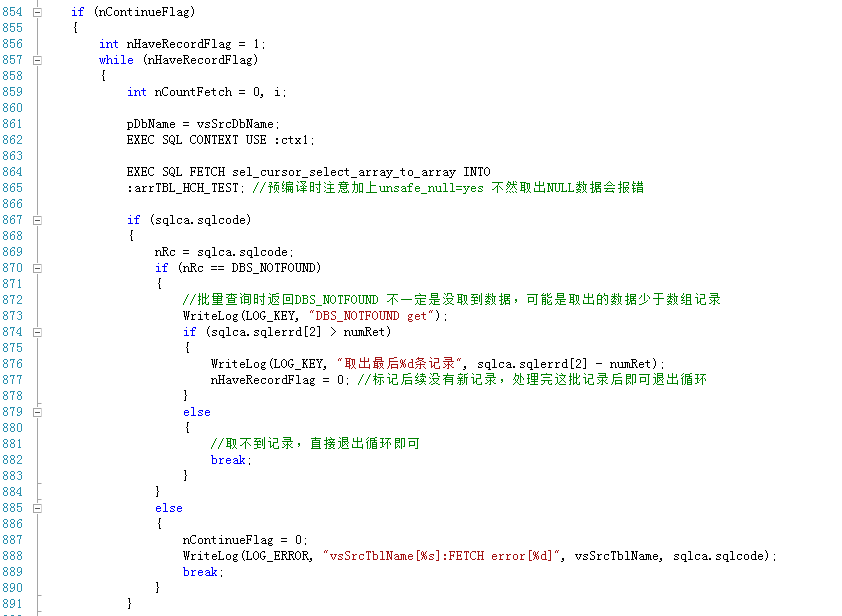 854 if (nContinueFlag)
855 {
856 int nHaveRecordFlag = 1;
857 while (nHaveRecordFlag)
858 {
859 int nCountFetch = 0, i;
860
861 pDbName = vsSrcDbName;
862 EXEC SQL CONTEXT USE :ctx1;
863
864 EXEC SQL FETCH sel_cursor_select_array_to_array INTO
865 :arrTBL_HCH_TEST; //预编译时注意加上unsafe_null=yes 不然取出NULL数据会报错
866
867 if (sqlca.sqlcode)
868 {
869 nRc = sqlca.sqlcode;
870 if (nRc == DBS_NOTFOUND)
871 {
872 //批量查询时返回DBS_NOTFOUND 不一定是没取到数据，可能是取出的数据少于数组记录
873 WriteLog(LOG_KEY, "DBS_NOTFOUND get");
874 if (sqlca.sqlerrd[2] > numRet)
875 {
876 WriteLog(LOG_KEY, "取出最后%d条记录", sqlca.sqlerrd[2] - numRet);
877 nHaveRecordFlag = 0; //标记后续没有新记录，处理完这批记录后即可退出循环
878 }
879 else
880 {
881 //取不到记录，直接退出循环即可
882 break;
883 }
884 }
885 else
886 {
887 nContinueFlag = 0;
888 WriteLog(LOG_ERROR, "vsSrcTblName[%s]:FETCH error[%d]", vsSrcTblName, sqlca.sqlcode);
889 break;
890 }
891 }